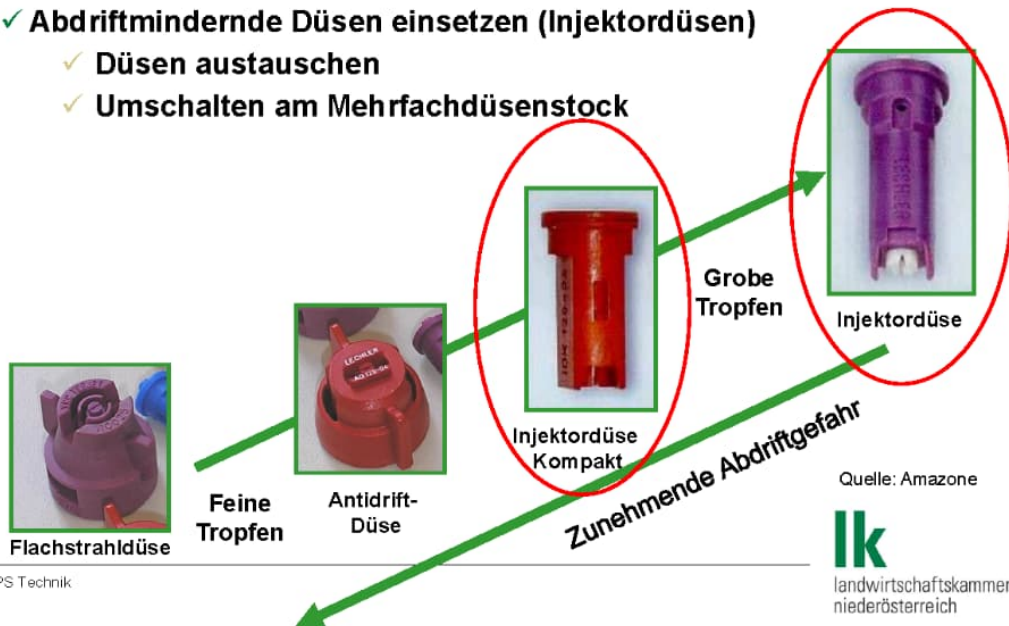 ✓ Abdriftmindernde Düsen einsetzen (Injektordüsen)
✓ Düsen austauschen
✓ Umschalten am Mehrfachdüsenstock
Grobe
Tropfen
Injektordüse
LECHLER
LECHLER
Injektordüse
Kompakt
Zunehmende Abdriftgefahr
Quelle: Amazone
Feine
Tropfen
Antidrift-
Düse
Flachstrahldüse
PS Technik
lk
landwirtschaftskammer
niederösterreich